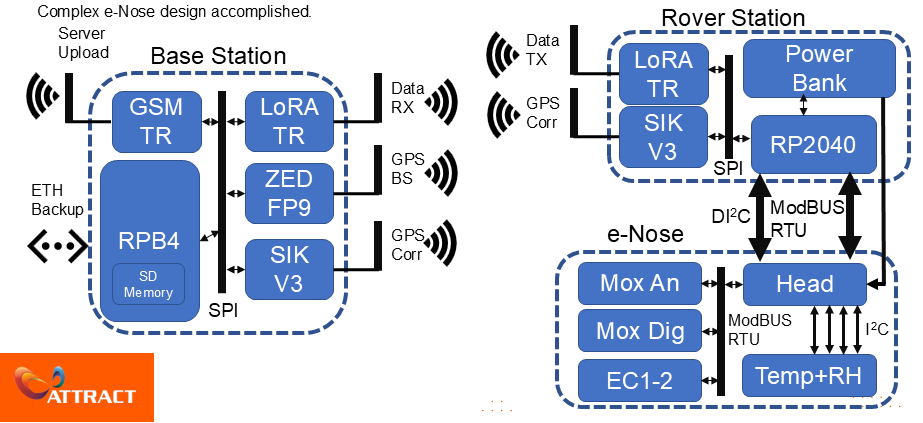 Complex e-Nose design accomplished.
Server
Upload
Base Station
GSM
TR
LoRA
TR
Data
RX
ZED
FP9
GPS
BS
ETH
Backup
RPB4
SD
Memory
SIK
V3
GPS
Corr
SPI
ATTRACT
Rover Station
Data
TX
LoRA
TR
Power
Bank
GPS
Corr
SIK
V3
RP2040
SPI
DI²C
ModBUS
RTU
e-Nose
Mox An
Head
Mox Dig
ModBUS
RTU
I²C
EC1-2
Temp+RH